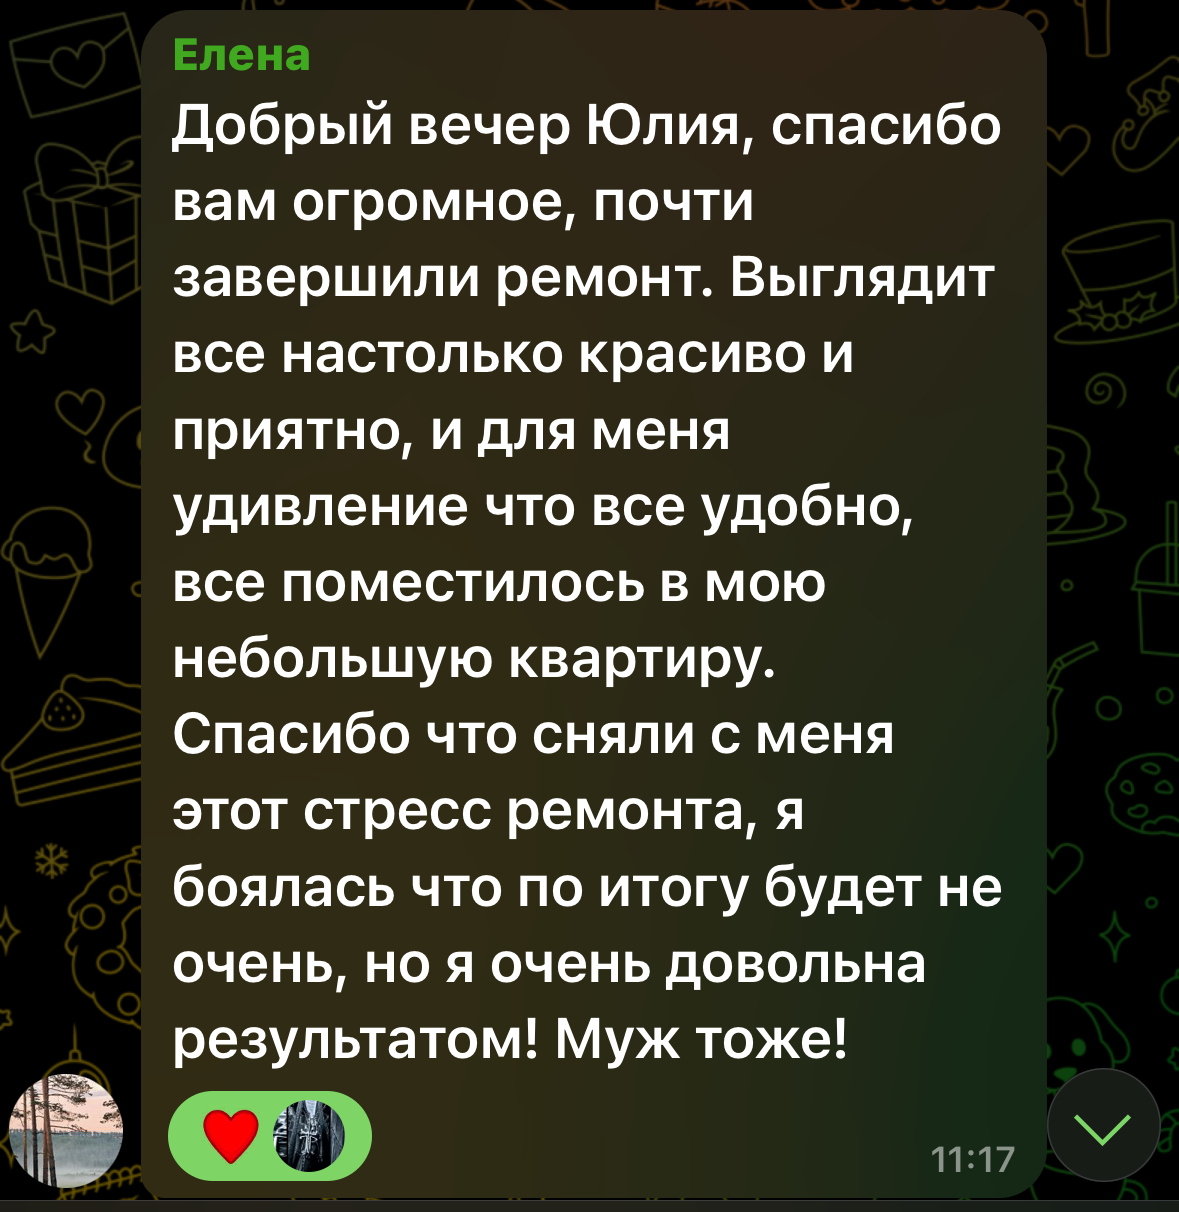 Елена
Добрый вечер Юлия, спасибо
вам огромное, почти
завершили ремонт. Выглядит
все настолько красиво и
приятно, и для меня
удивление что все удобно,
все поместилось в мою
небольшую квартиру.
Спасибо что сняли с меня
этот стресс ремонта, я
боялась что по итогу будет не
очень, но я очень довольна
результатом! Муж тоже!
11:17